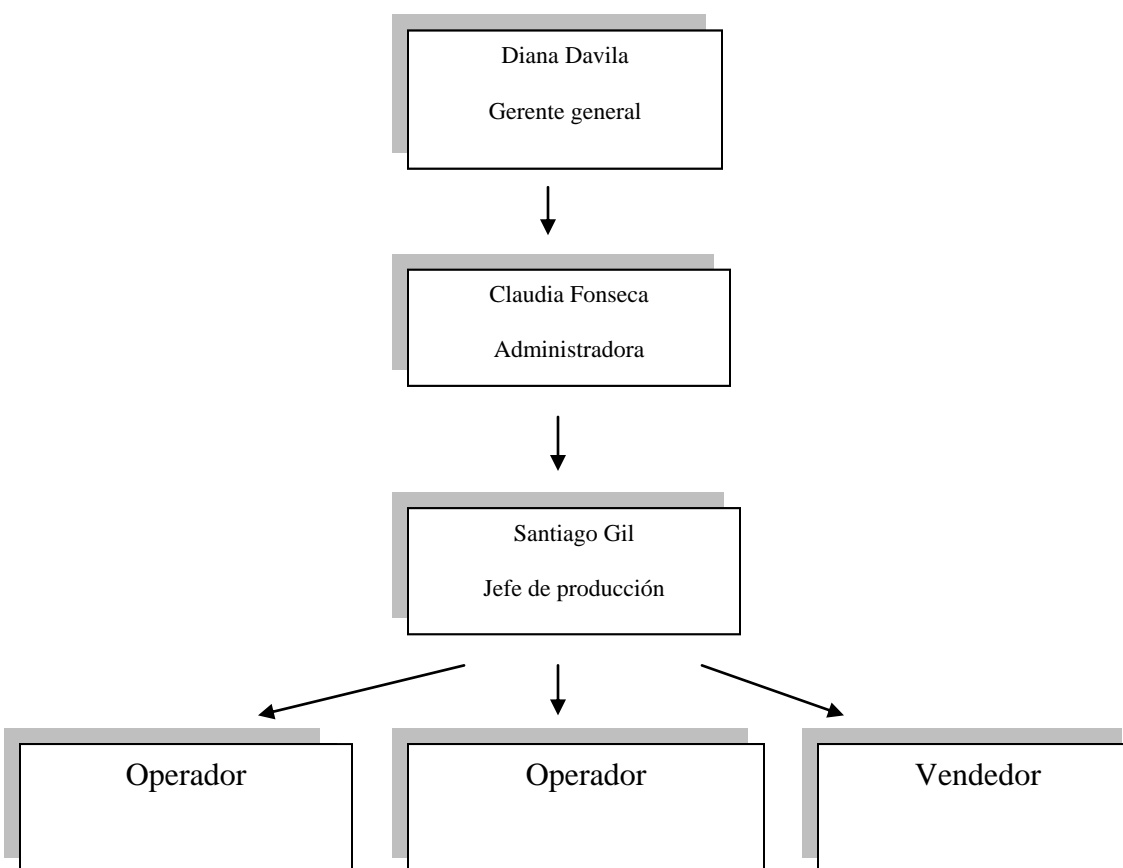 Diana Davila
Gerente general
Claudia Fonseca
Administradora
Santiago Gil
Jefe de producción
Operador
Operador
Vendedor